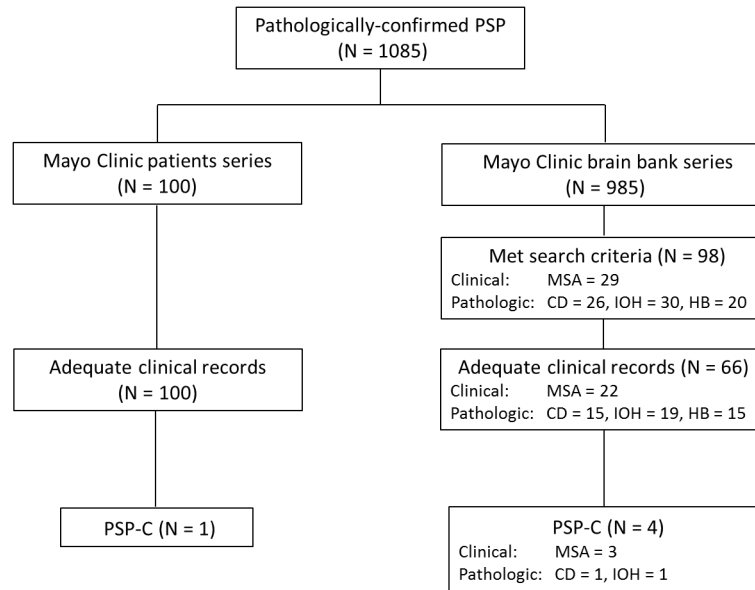 Pathologically-confirmed PSP
(N = 1085)
Mayo Clinic patients series
(N = 100)
Mayo Clinic brain bank series
(N = 985)
Met search criteria (N = 98)
Clinical: MSA = 29
Pathologic: CD = 26, IOH = 30, HB = 20
Adequate clinical records
(N = 100)
Adequate clinical records (N = 66)
Clinical: MSA = 22
Pathologic: CD = 15, IOH = 19, HB = 15
PSP-C (N = 1)
PSP-C (N = 4)
Clinical: MSA = 3
Pathologic: CD = 1, IOH = 1